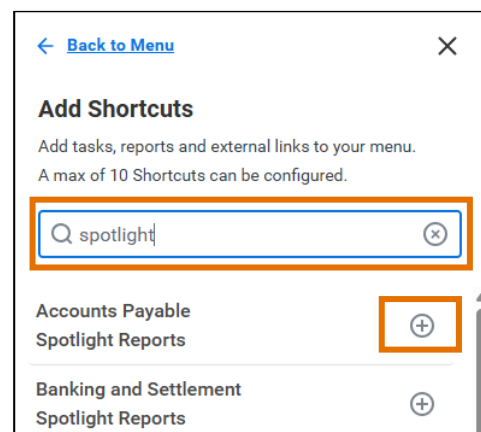 Back to Menu
Add Shortcuts
Add tasks, reports and external links to your menu.
A max of 10 Shortcuts can be configured.
spotlight
Accounts Payable
Spotlight Reports
Banking and Settlement
Spotlight Reports